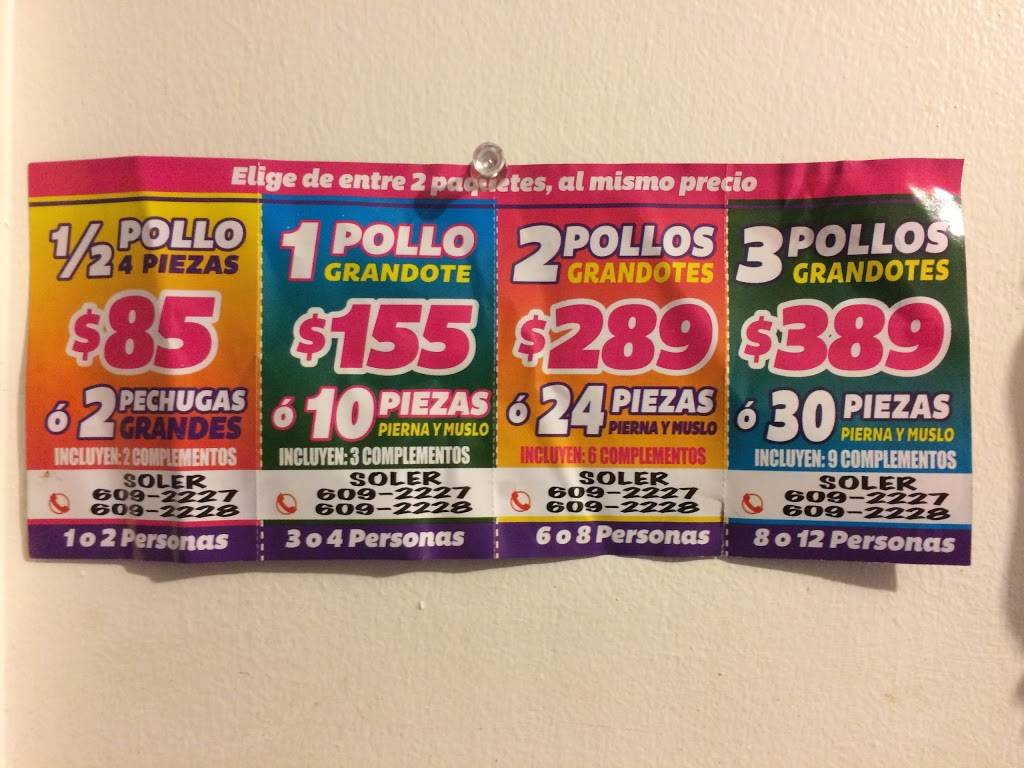 Elige de entre 2 paquetes, al mismo precio
1/2 POLLO
4 PIEZAS
$85
ó 2 PECHUGAS
GRANDES
INCLUYEN: 2 COMPLEMENTOS
SOLER
609-2227
609-2228
1 o 2 Personas
1 POLLO
GRANDOTE
$155
ó 10 PIEZAS
PIERNA Y MUSLO
INCLUYEN: 3 COMPLEMENTOS
SOLER
609-2227
609-2228
3 o 4 Personas
2 POLLOS
GRANDOTES
$289
ó 24 PIEZAS
PIERNA Y MUSLO
INCLUYEN: 6 COMPLEMENTOS
SOLER
609-2227
609-2228
6 o 8 Personas
3 POLLOS
GRANDOTES
$389
ó 30 PIEZAS
PIERNA Y MUSLO
INCLUYEN: 9 COMPLEMENTOS
SOLER
609-2227
609-2228
8 o 12 Personas